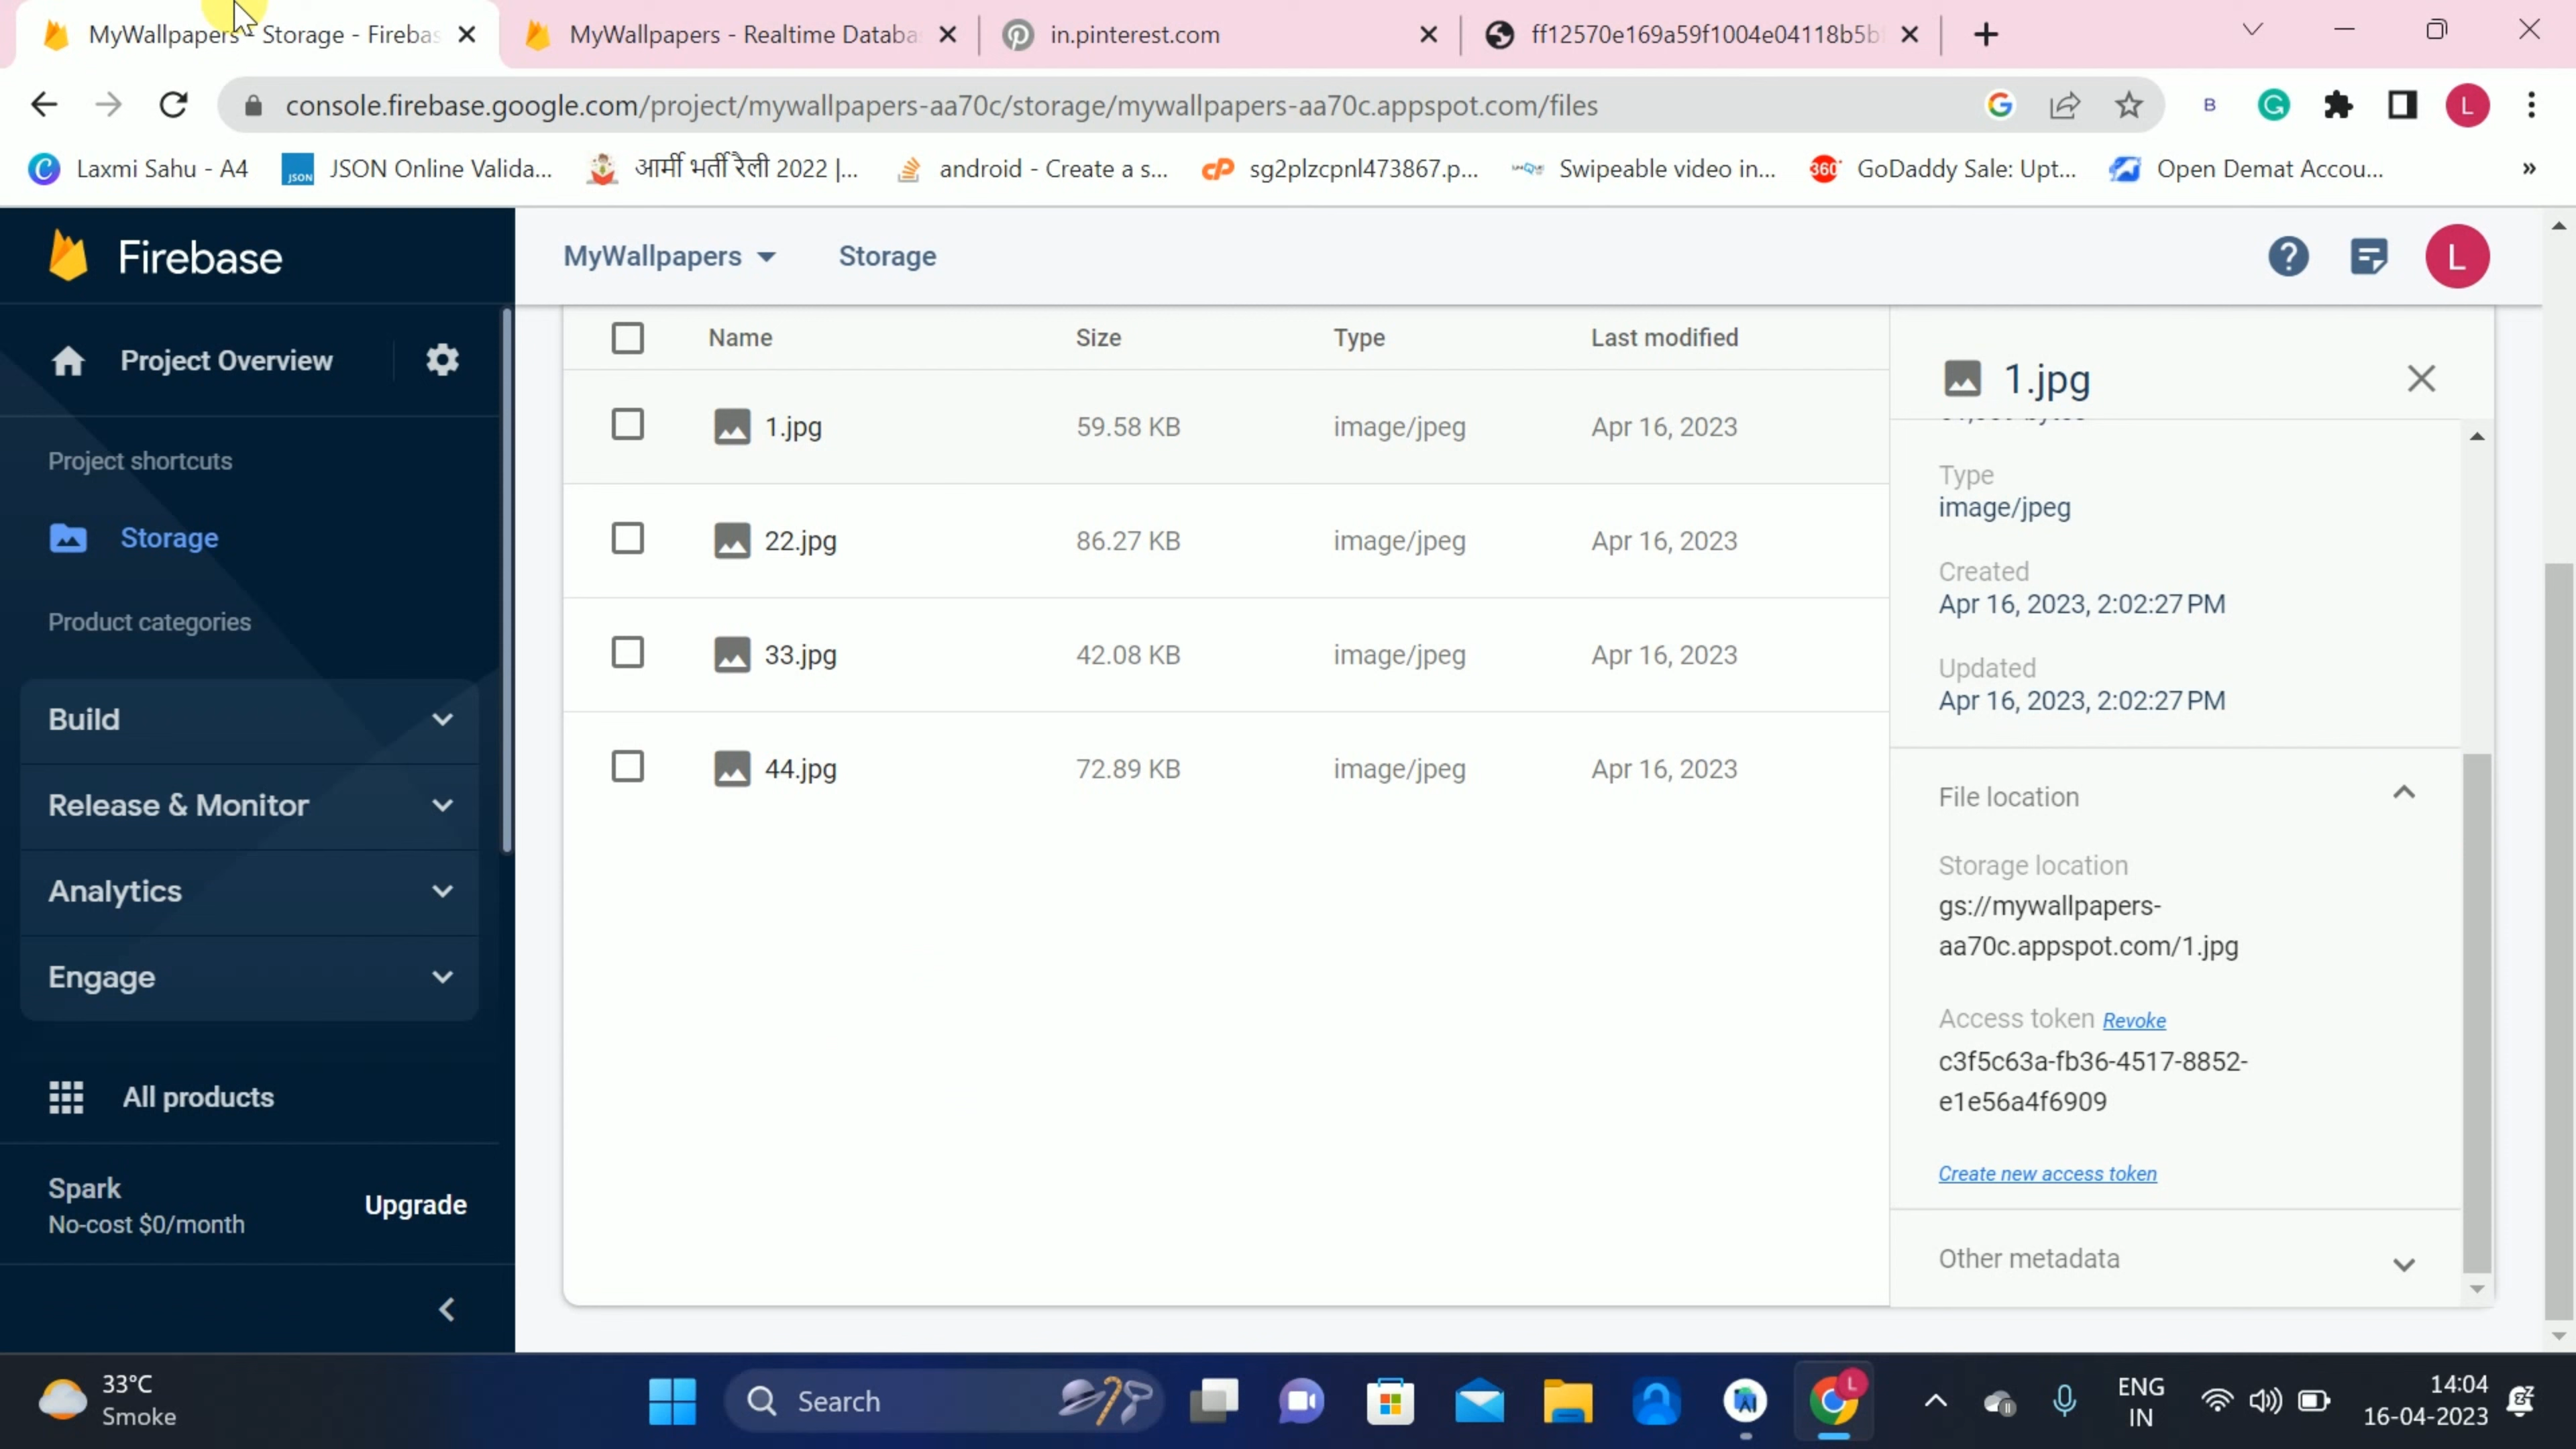 MyWallpapers - Storage - Firebas
MyWallpapers - Realtime Databa
in.pinterest.com
ff12570e169a59f1004e04118b5b
console.firebase.google.com/project/mywallpapers-aa70c/storage/mywallpapers-aa70c.appspot.com/files
Laxmi Sahu - A4
JSON Online Valida...
आर्मी भर्ती रैली 2022 |...
android - Create a s...
sg2plzcpnl473867.p...
Swipeable video in...
GoDaddy Sale: Upt...
Open Demat Accou...
»
Firebase
MyWallpapers
Storage
L
Project Overview
Project shortcuts
Storage
Product categories
Build
Release & Monitor
Analytics
Engage
All products
Spark
No-cost $0/month
Upgrade
Name Size Type Last modified
1.jpg 59.58 KB image/jpeg Apr 16, 2023
22.jpg 86.27 KB image/jpeg Apr 16, 2023
33.jpg 42.08 KB image/jpeg Apr 16, 2023
44.jpg 72.89 KB image/jpeg Apr 16, 2023
1.jpg
Type
image/jpeg
Created
Apr 16, 2023, 2:02:27 PM
Updated
Apr 16, 2023, 2:02:27 PM
File location
Storage location
gs://mywallpapers-
aa70c.appspot.com/1.jpg
Access token Revoke
c3f5c63a-fb36-4517-8852-
e1e56a4f6909
Create new access token
Other metadata
33°C
Smoke
Search
ENG
IN
14:04
16-04-2023